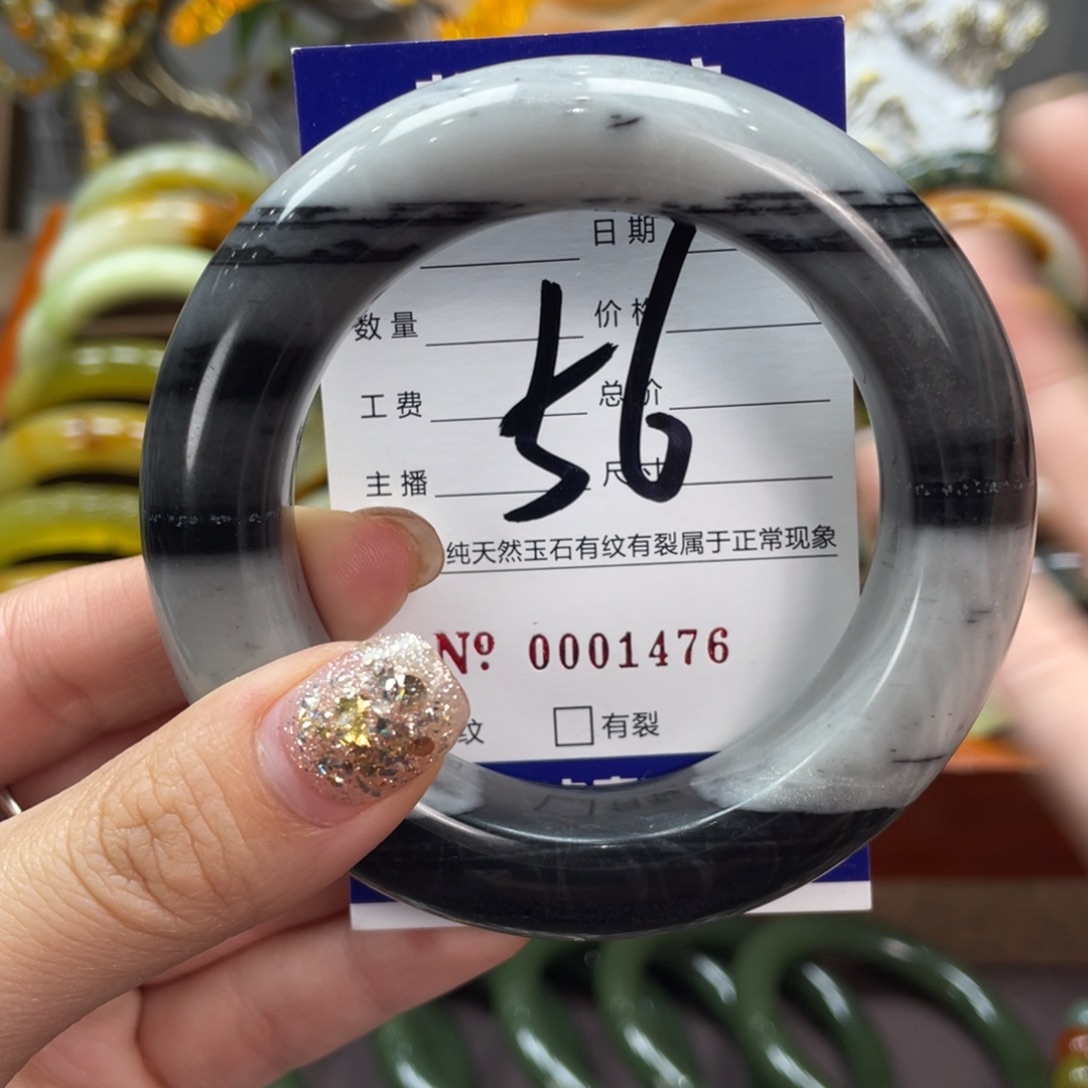 日期
数量 价格
工费 总价
主播 尺寸
56
纯天然玉石有纹有裂属于正常现象
Nº 0001476
纹 有裂